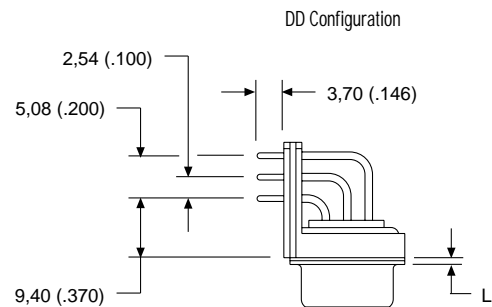 DD Configuration
2,54 (.100)
3,70 (.146)
5,08 (.200)
9,40 (.370)
L